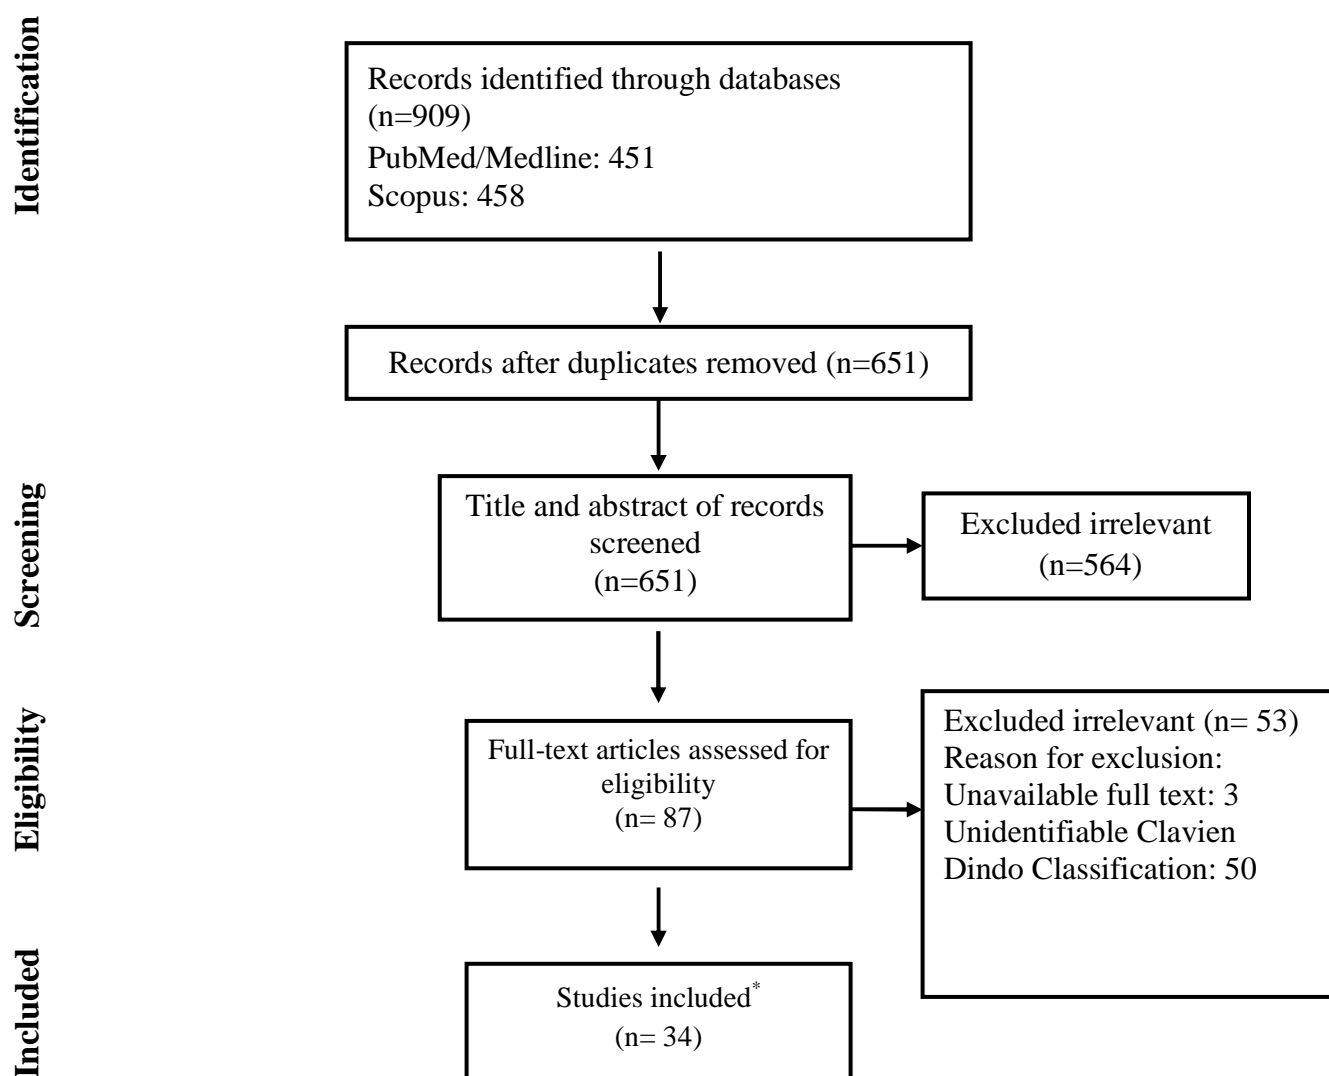 Identification
Records identified through databases
(n=909)
PubMed/Medline: 451
Scopus: 458
Records after duplicates removed (n=651)
Screening
Title and abstract of records
screened
(n=651)
Excluded irrelevant
(n=564)
Eligibility
Full-text articles assessed for
eligibility
(n= 87)
Excluded irrelevant (n= 53)
Reason for exclusion:
Unavailable full text: 3
Unidentifiable Clavien
Dindo Classification: 50
Included
Studies included*
(n= 34)